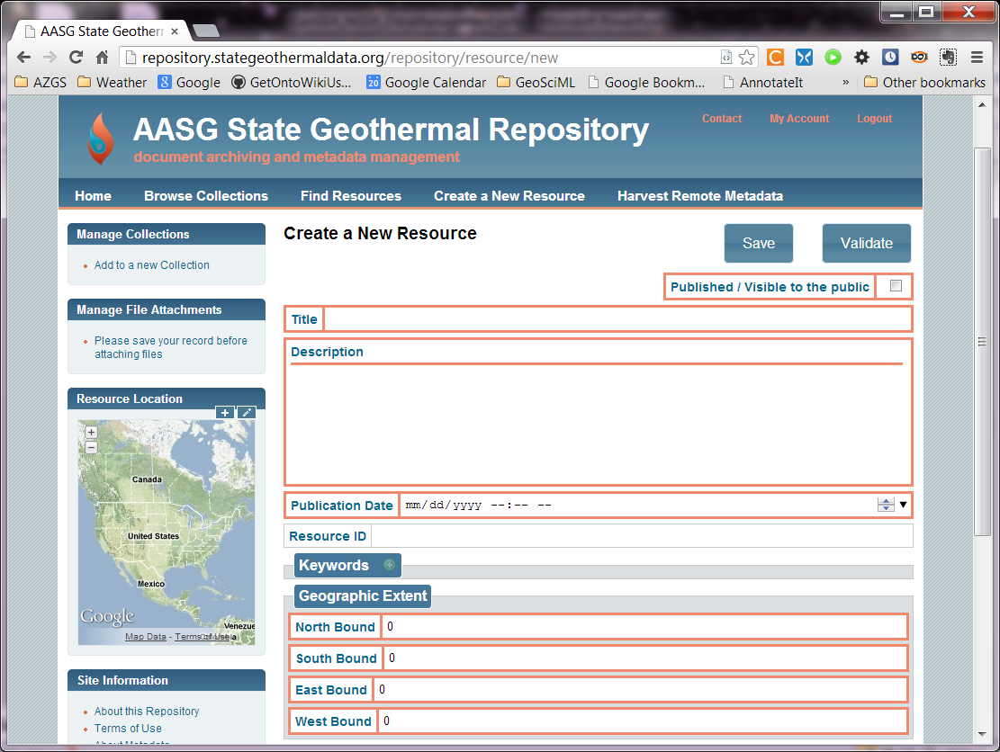 AASG State Geotherr
repository.stategeothermaldata.org/repository/resource/new
AZGS Weather Google GetOntoWikiUs... 20 Google Calendar GeoSciML Google Bookm... AnnotateIt » Other bookmarks
AASG State Geothermal Repository
document archiving and metadata management
Contact My Account Logout
Home Browse Collections Find Resources Create a New Resource Harvest Remote Metadata
Manage Collections
Add to a new Collection
Manage File Attachments
Please save your record before
attaching files
Resource Location
Canada
United States
Mexico
Google
Venezue
Map Data - Terms of Use
Site Information
About this Repository
Terms of Use
About Metadata
Create a New Resource
Save Validate
Published / Visible to the public
Title
Description
Publication Date mm/dd/yyyy --:-- --
Resource ID
Keywords
Geographic Extent
North Bound 0
South Bound 0
East Bound 0
West Bound 0